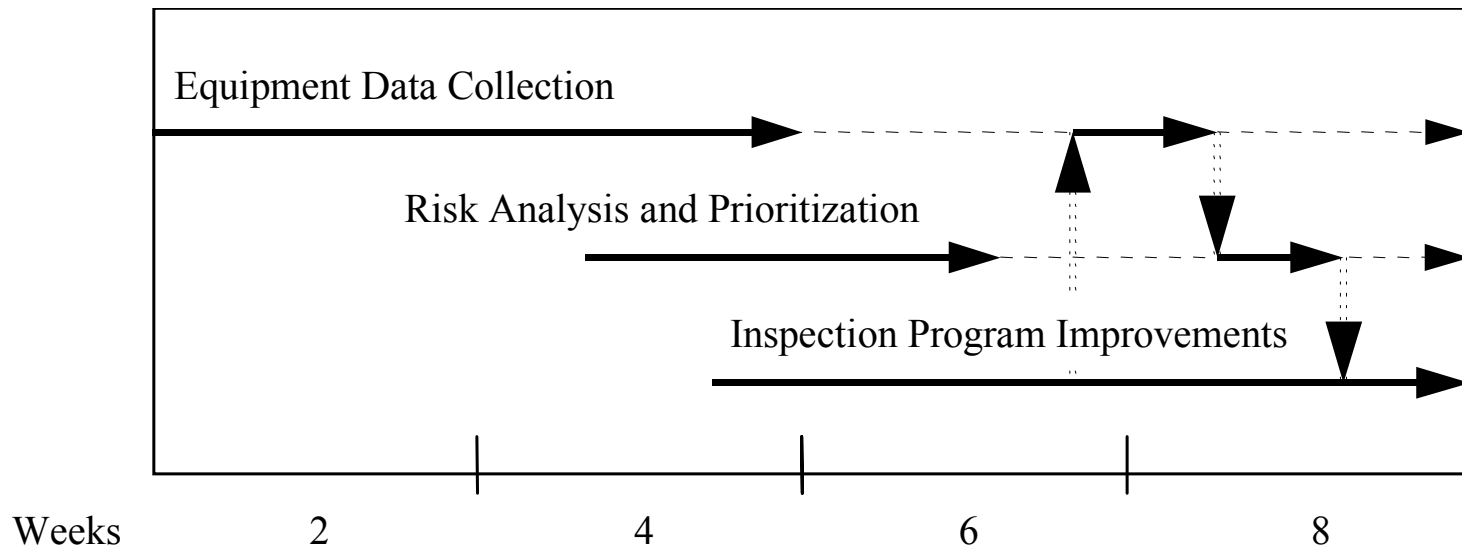 Equipment Data Collection
Risk Analysis and Prioritization
Inspection Program Improvements
Weeks 2 4 6 8